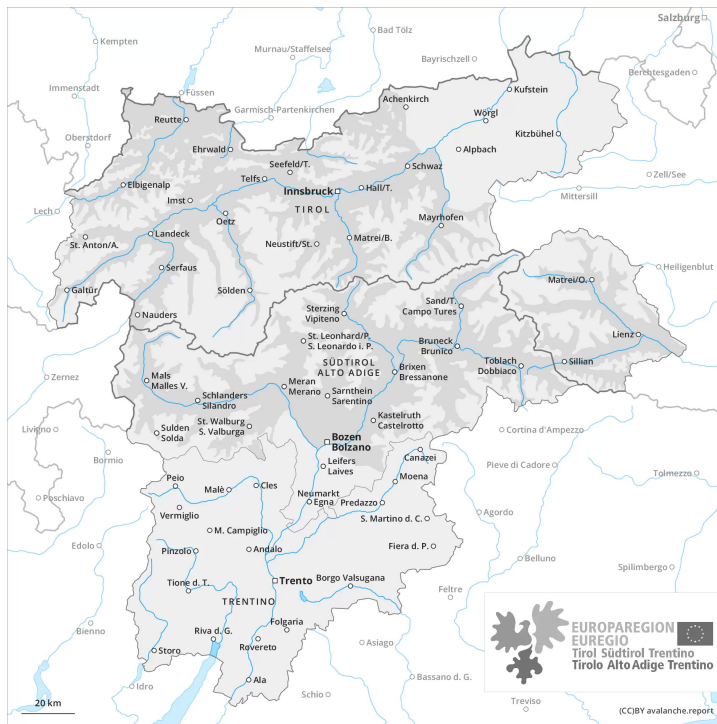 Salzburg
Kempten
Bad Tölz
Murnau/Staffelsee
Bayrischzell
Berchtesgaden
Immenstadt
Füssen
Garmisch-Partenkirchen
Achenkirch
Kufstein
Reutte
Wörgl
Oberstdorf
Ehrwald
Kitzbühel
Alpbach
Seefeld/T.
Schwaz
Telfs
Zell/See
Elbigenalp
Innsbruck
Hall/T.
Mittersill
Imst
TIROL
Lech
Oetz
Mayrhofen
St. Anton/A.
Landeck
Neustift/St.
Matrei/B.
Serfaus
Heiligenblut
Matrei/O.
Galtür
Sölden
Sand/T.
Campo Tures
Nauders
Sterzing
Vipiteno
Lienz
St. Leonhard/P.
S. Leonardo i. P.
Bruneck
Brunico
Toblach
Dobbiaco
Sillian
SÜDTIROL
ALTO ADIGE
Brixen
Bressanone
Zernez
Mals
Malles V.
Meran
Merano
Schlanders
Silandro
Sarnthein
Sarentino
Kastelruth
Castelrotto
St. Walburg
S. Valburga
Livigno
Sulden
Solda
Cortina d'Ampezzo
Bozen
Bolzano
Bormio
Canazei
Leifers
Laives
Pieve di Cadore
Tolmezzo
Peio
Malè
Cles
Moena
Poschiavo
Neumarkt
Egna
Predazzo
Vermiglio
Agordo
M. Campiglio
S. Martino d. C.
Edolo
Pinzolo
Andalo
Fiera d. P.
Belluno
Spilimbergo
Tione d. T.
Trento
Borgo Valsugana
Feltre
TRENTINO
Folgaria
Bienno
Riva d. G.
Rovereto
Asiago
Storo
Bassano d. G.
Idro
Ala
Schio
Treviso
EUROPAREGION
EUREGIO
Tirol Südtirol Trentino
Tirolo Alto Adige Trentino
20 km
(CC)BY avalanche.report